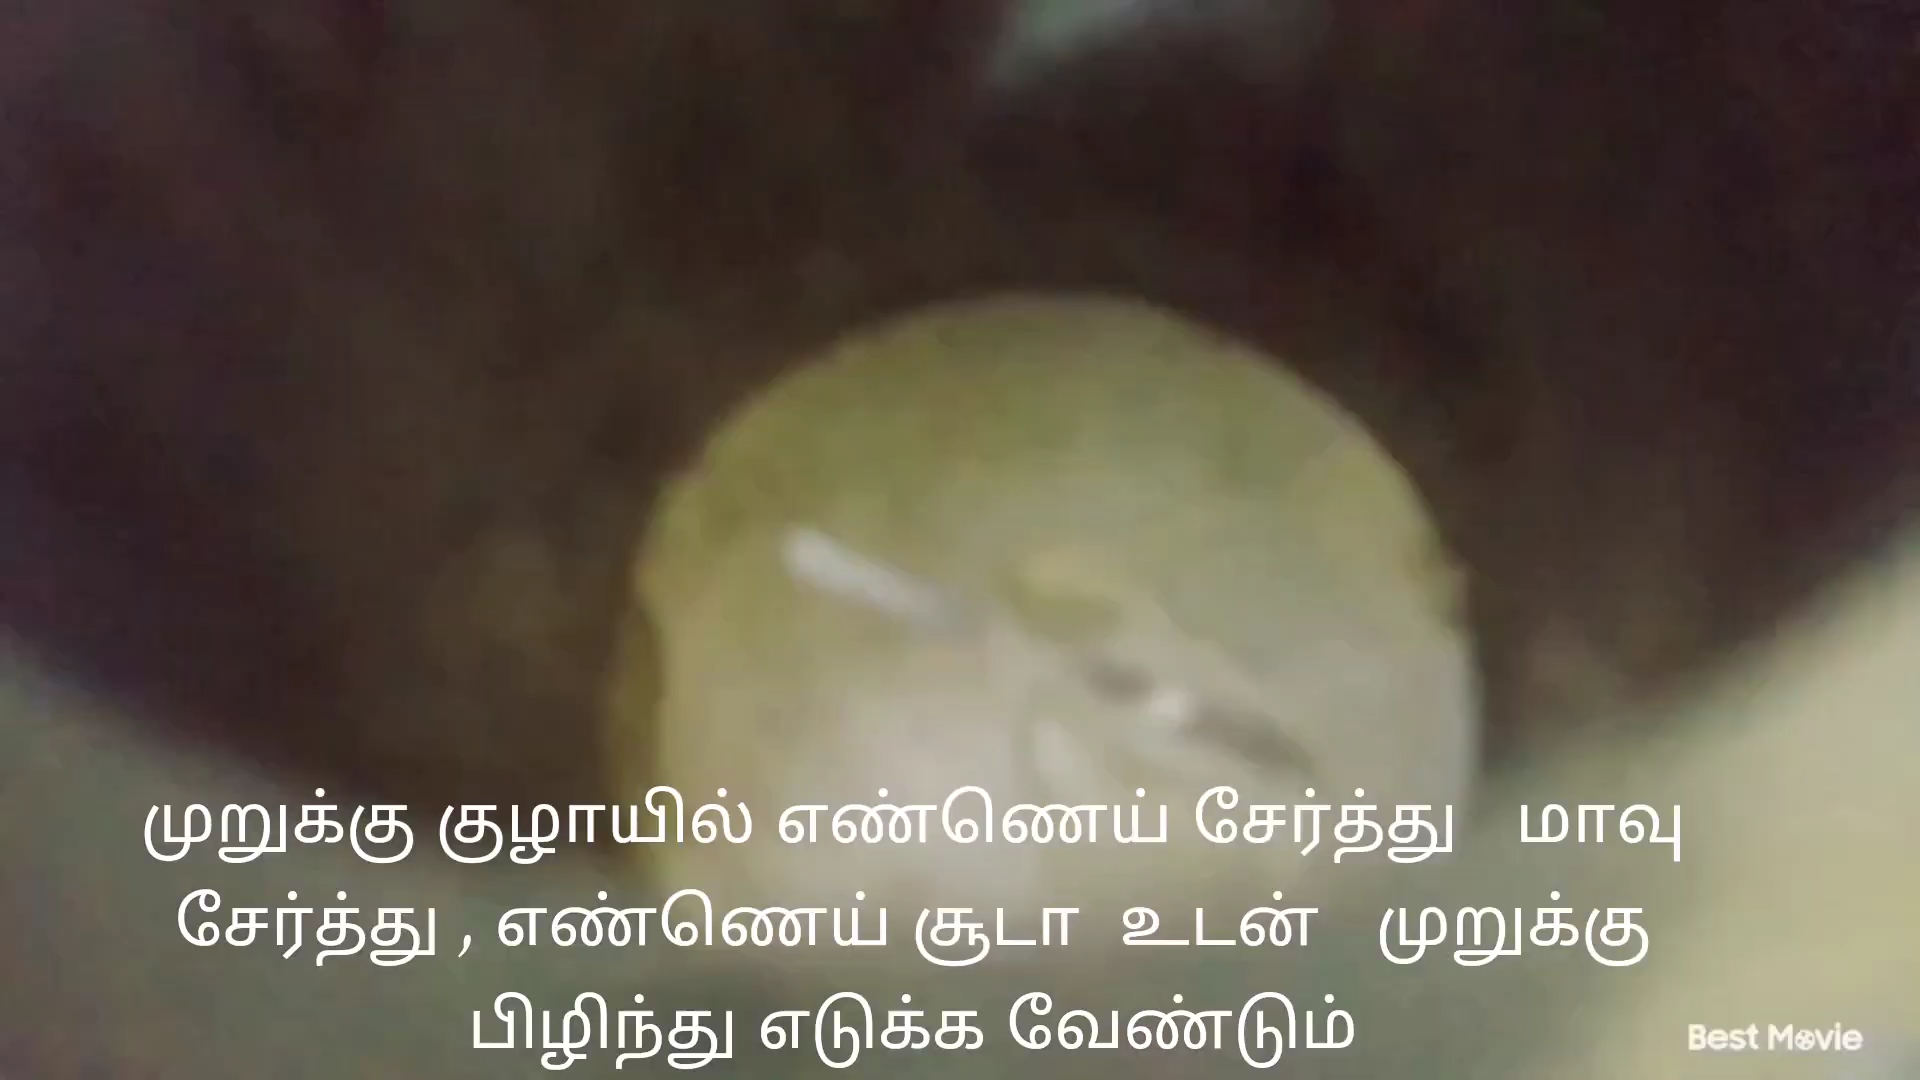 முறுக்கு குழாயில் எண்ணெய் சேர்த்து மாவு
சேர்த்து , எண்ணெய் சூடா உடன் முறுக்கு
பிழிந்து எடுக்க வேண்டும்
Best Movie